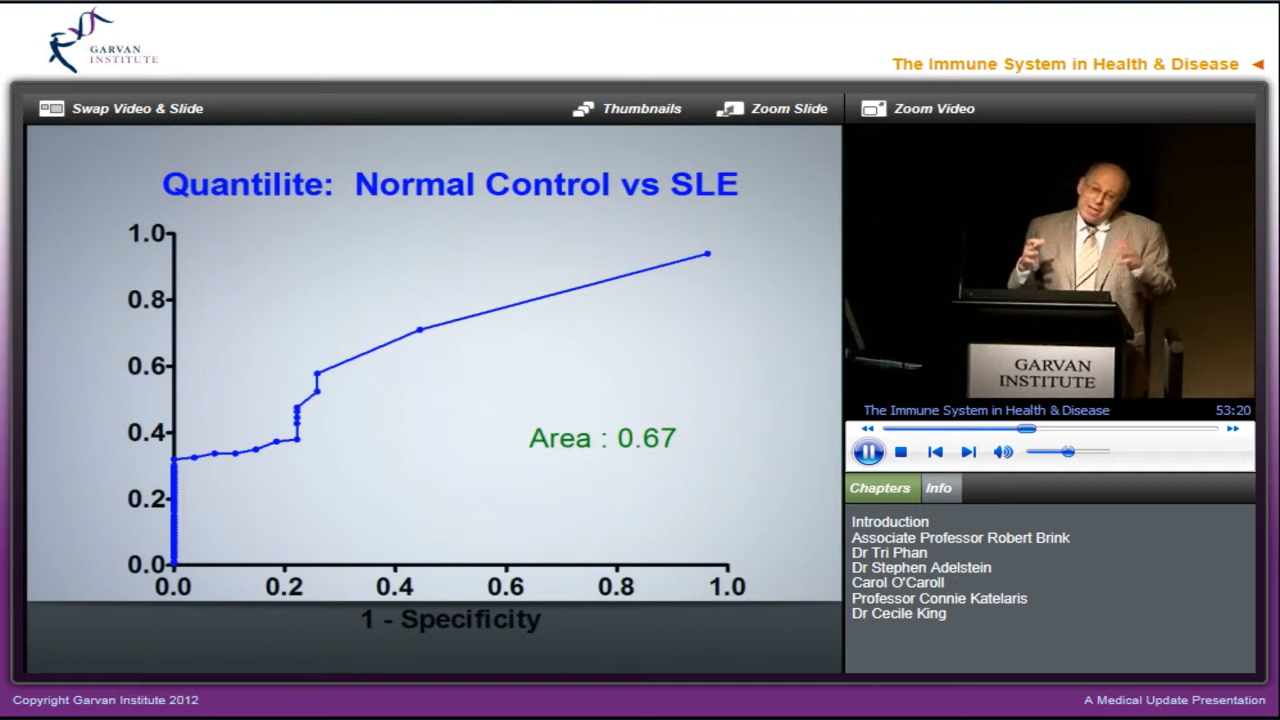 GARVAN
INSTITUTE
The Immune System in Health & Disease
Swap Video & Slide
Thumbnails
Zoom Slide
Zoom Video
Quantilite: Normal Control vs SLE
1.0
0.8
0.6
0.4
0.2
0.0
Area : 0.67
0.0 0.2 0.4 0.6 0.8 1.0
1 - Specificity
GARVAN
INSTITUTE
The Immune System in Health & Disease 53:20
Chapters Info
Introduction
Associate Professor Robert Brink
Dr Tri Phan
Dr Stephen Adelstein
Carol O'Caroll
Professor Connie Katelaris
Dr Cecile King
Copyright Garvan Institute 2012
A Medical Update Presentation